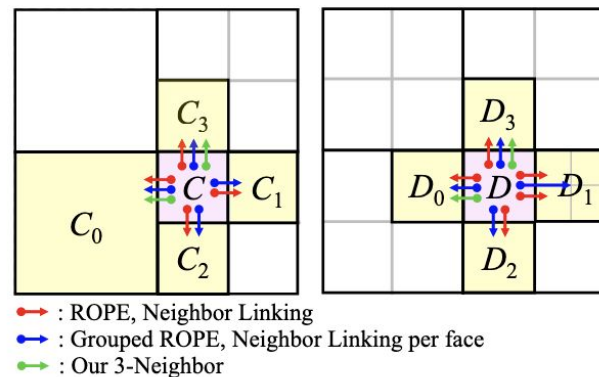 C₃
C₀ C C₁
C₂
D₃
D₀ D D₁
D₂
: ROPE, Neighbor Linking
: Grouped ROPE, Neighbor Linking per face
: Our 3-Neighbor